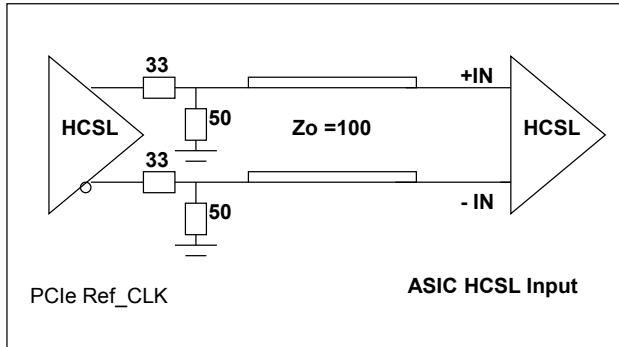 33
+IN
HCSL
50
Zo =100
HCSL
33
- IN
50
PCIe Ref_CLK
ASIC HCSL Input